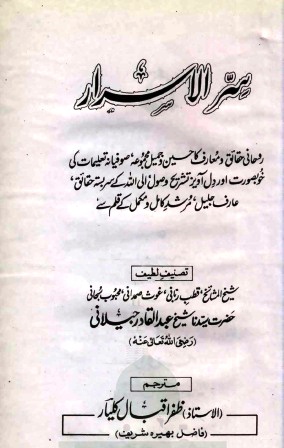 سر الاسرار
روحانی حقائق و معارف کا حسین و جمیل مجموعہ، صوفیانہ تعلیمات کی
خوبصورت اور دل آویز تشریح وصول الی اللہ کے سربستہ حقائق،
عارف جلیل، مرشد کامل و مکمل کے قلم سے
تصنیف لطیف
شیخ المشائخ، قطب ربانی، غوث صمدانی، محبوب سبحانی
حضرت سیدنا شیخ عبدالقادر جیلانی
(رضی اللہ تعالی عنہ)
مترجم
(الاستاذ) ظفر اقبال کلیار
(فاضل بھیرہ شریف)